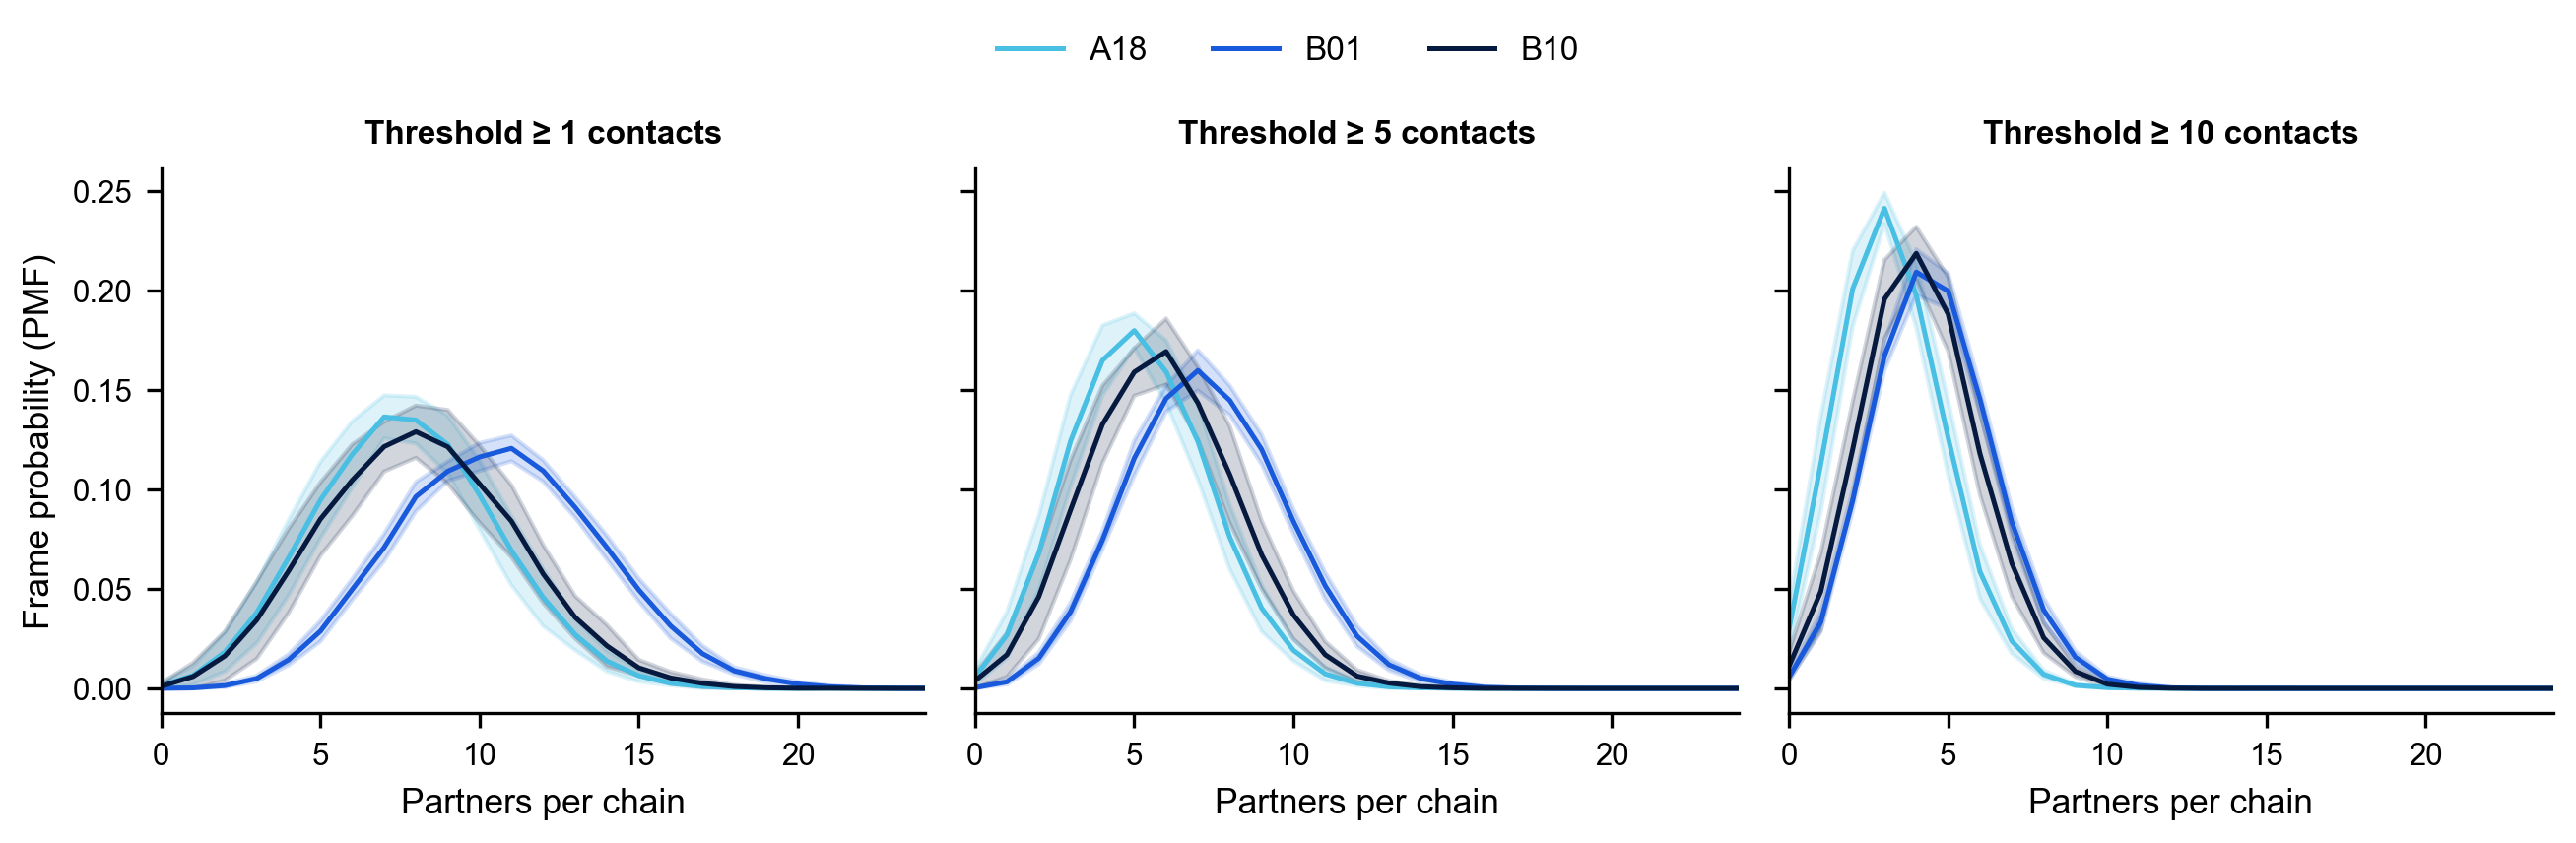 A18 B01 B10
Threshold ≥ 1 contacts
Threshold ≥ 5 contacts
Threshold ≥ 10 contacts
Frame probability (PMF)
0.25
0.20
0.15
0.10
0.05
0.00
0 5 10 15 20
0 5 10 15 20
0 5 10 15 20
Partners per chain
Partners per chain
Partners per chain